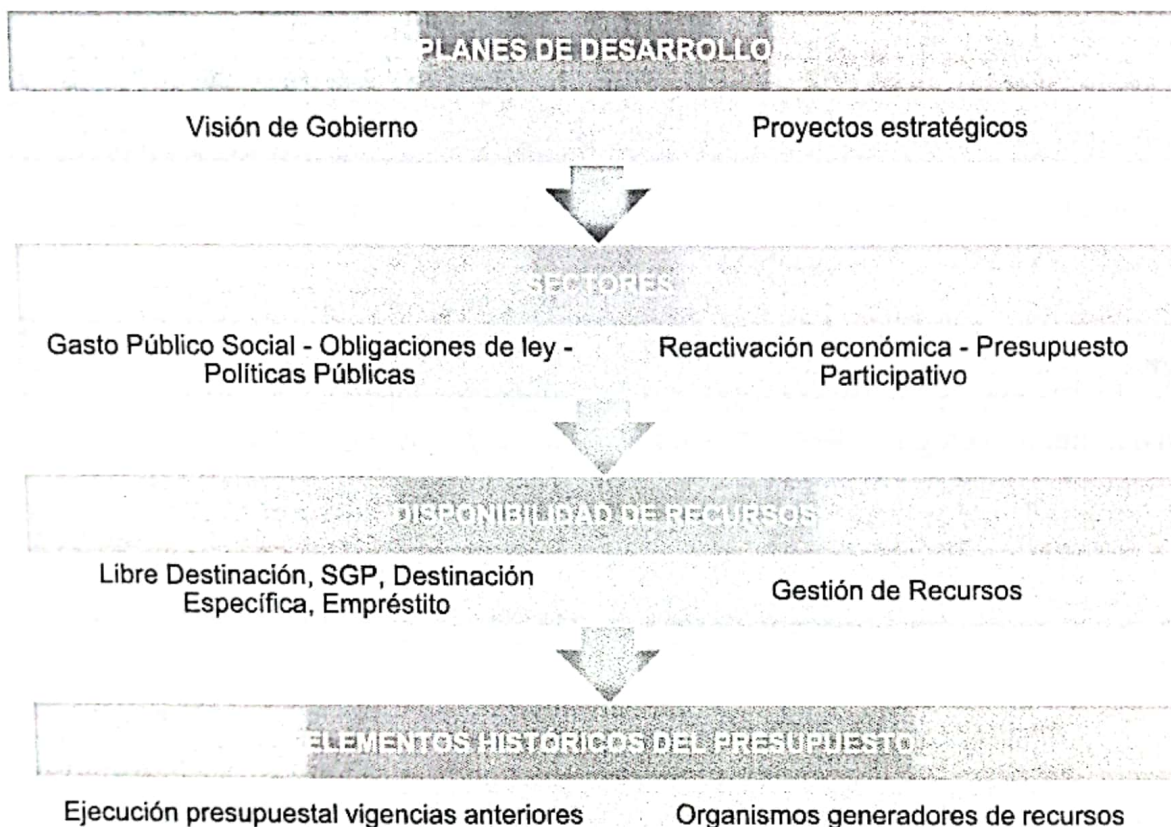 PLANES DE DESARROLLO
Visión de Gobierno
Proyectos estratégicos
SECTORES
Gasto Público Social - Obligaciones de ley -
Políticas Públicas
Reactivación económica - Presupuesto
Participativo
DISPONIBILIDAD DE RECURSOS
Libre Destinación, SGP, Destinación
Específica, Empréstito
Gestión de Recursos
ELEMENTOS HISTÓRICOS DEL PRESUPUESTO
Ejecución presupuestal vigencias anteriores
Organismos generadores de recursos